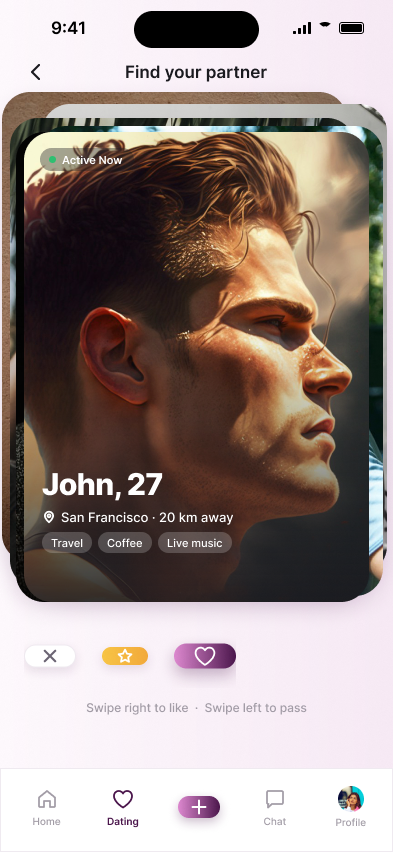 9:41
Find your partner
Active Now
John, 27
San Francisco · 20 km away
Travel Coffee Live music
Swipe right to like · Swipe left to pass
Home Dating Chat Profile